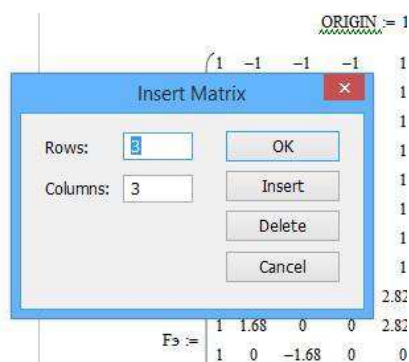 ORIGIN := 1
1 -1 -1 -1 1
Insert Matrix
1
Rows: 3 OK
1
1
Columns: 3 Insert
1
Delete
1
1
Cancel
1
2.82
Fэ := 1 1.68 0 0 2.82
1 0 -1.68 0 0